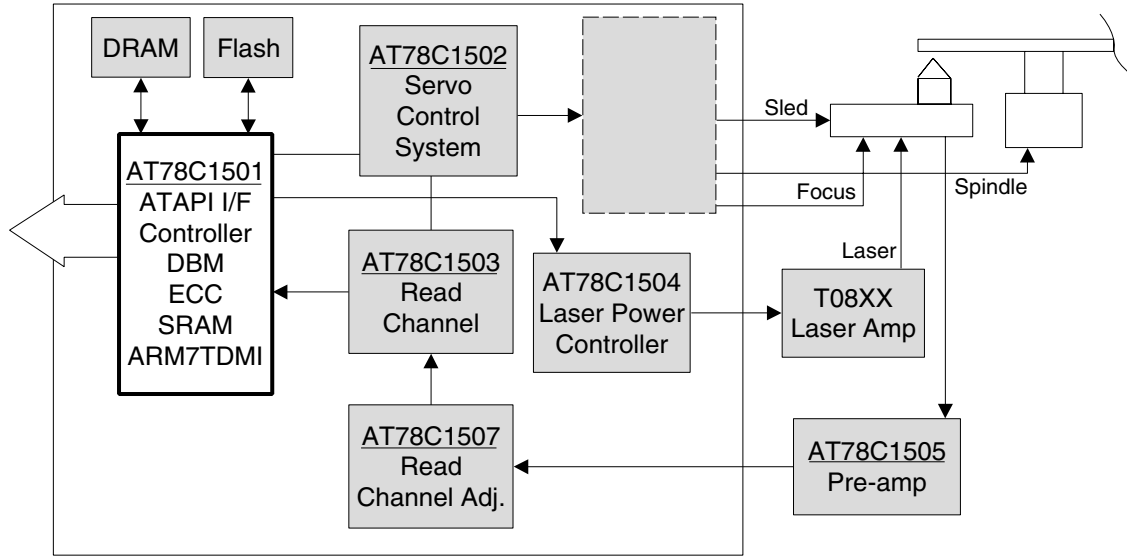 DRAM
Flash
AT78C1502
Servo
Control
System
Sled
AT78C1501
ATAPI I/F
Controller
DBM
ECC
SRAM
ARM7TDMI
Focus
Spindle
AT78C1503
Read
Channel
AT78C1504
Laser Power
Controller
Laser
T08XX
Laser Amp
AT78C1507
Read
Channel Adj.
AT78C1505
Pre-amp